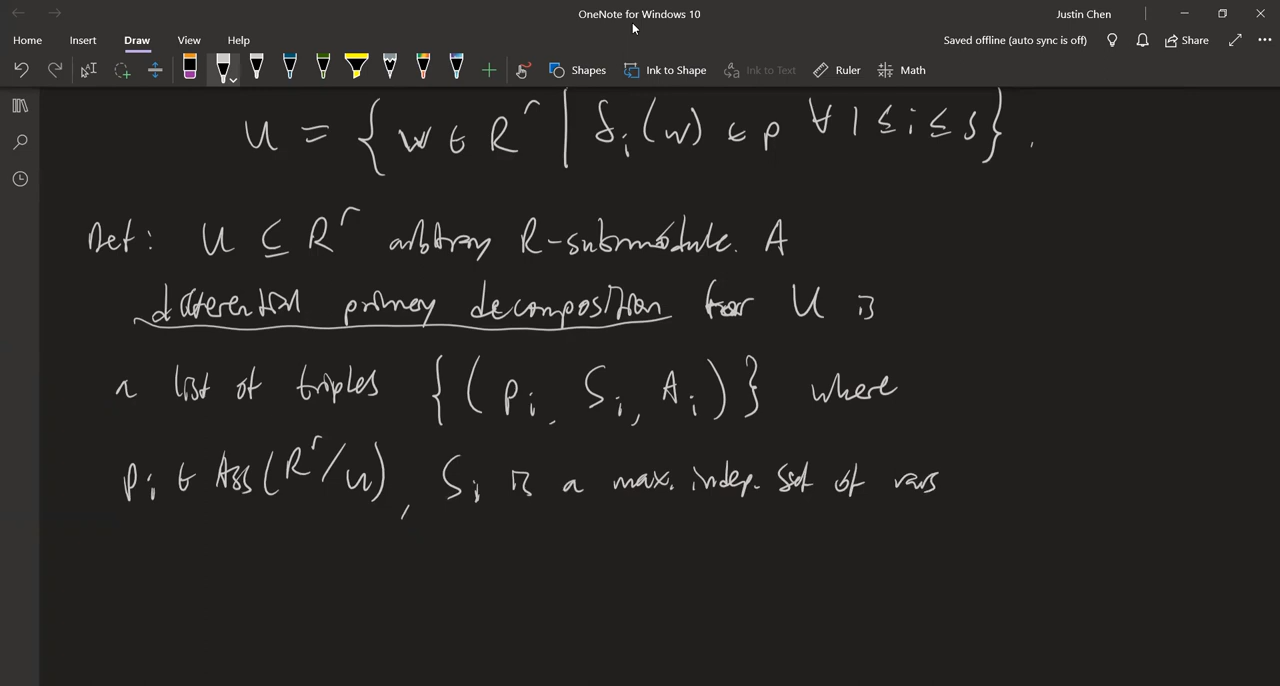 OneNote for Windows 10
Justin Chen
Home Insert Draw View Help
Saved offline (auto sync is off)
Share
Shapes
Ink to Shape
Ink to Text
Ruler
Math
U = { w ∈ R^r | δ_i(w) ∈ p ∀ 1 ≤ i ≤ s } .
Def: U ⊆ R^r arbitrary R-submodule. A
differential primary decomposition for U is
a list of triples { ( p_i, S_i, A_i ) } where
p_i ∈ Ass(R^r/U), S_i is a max. indep. set of vars